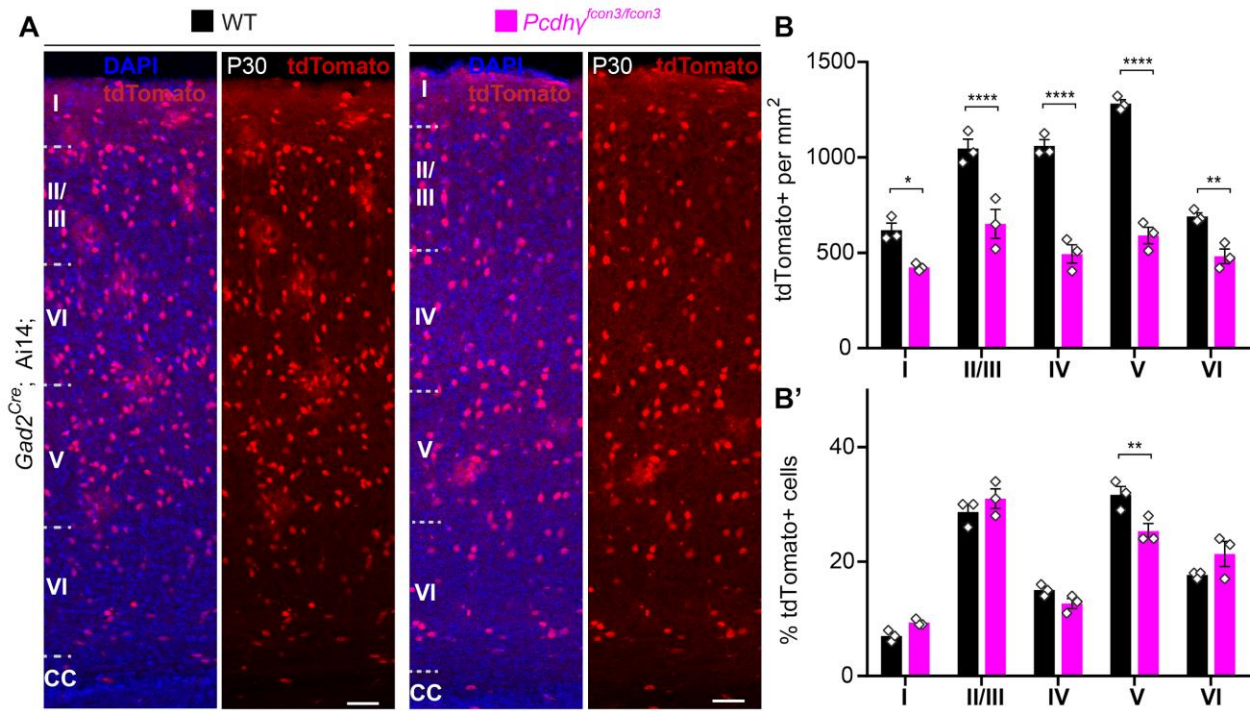 WT
Pcdhγfcon3/fcon3
A
Gad2Cre; Ai14;
DAPI
tdTomato
I
II/
III
VI
V
VI
CC
P30 tdTomato
DAPI
tdTomato
I
II/
III
IV
V
VI
CC
P30 tdTomato
B
tdTomato+ per mm2
1500
1000
500
0
*
****
****
****
**
I II/III IV V VI
B'
% tdTomato+ cells
40
20
0
**
I II/III IV V VI